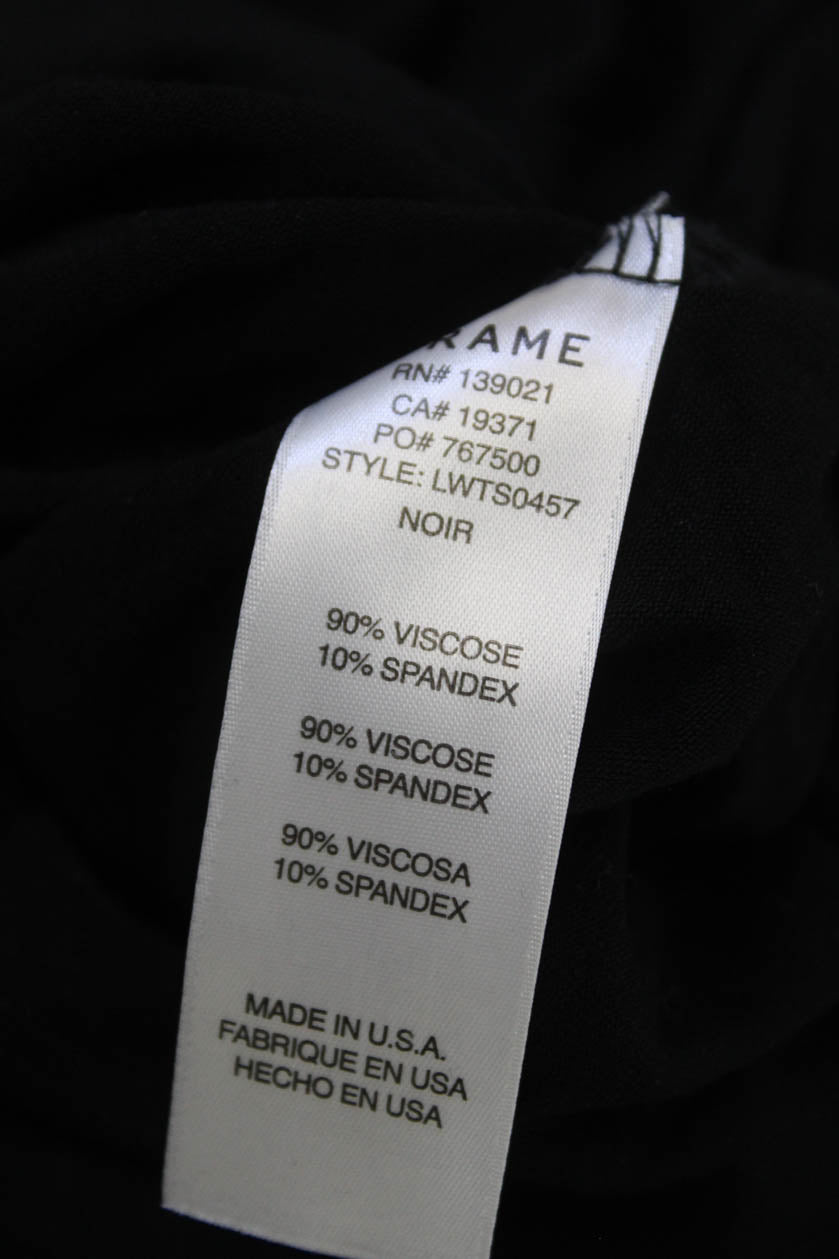 RAME
RN# 139021
CA# 19371
PO# 767500
STYLE: LWTS0457
NOIR
90% VISCOSE
10% SPANDEX
90% VISCOSE
10% SPANDEX
90% VISCOSA
10% SPANDEX
MADE IN U.S.A.
FABRIQUE EN USA
HECHO EN USA